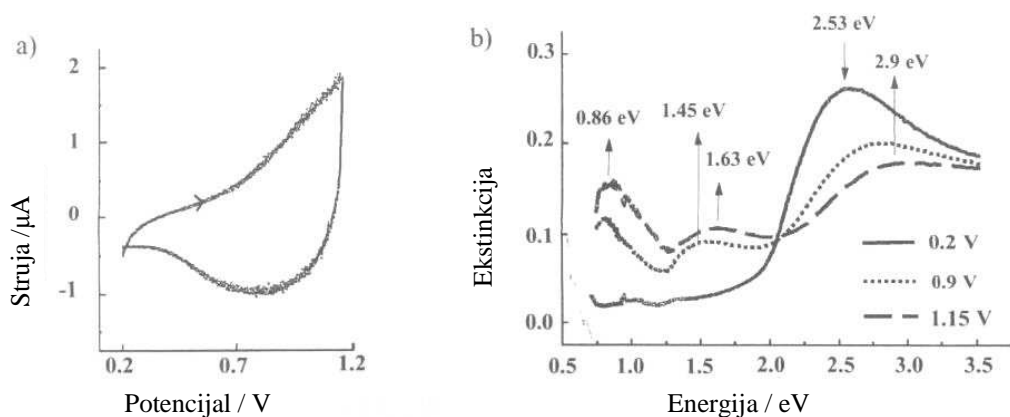 a)
Struja /μA
2
1
0
-1
0.2 0.7 1.2
Potencijal / V
b)
Ekstinkcija
0.3
0.2
0.1
0.0
2.53 eV
2.9 eV
1.45 eV
0.86 eV
1.63 eV
0.2 V
0.9 V
1.15 V
0.5 1.0 1.5 2.0 2.5 3.0 3.5
Energija / eV